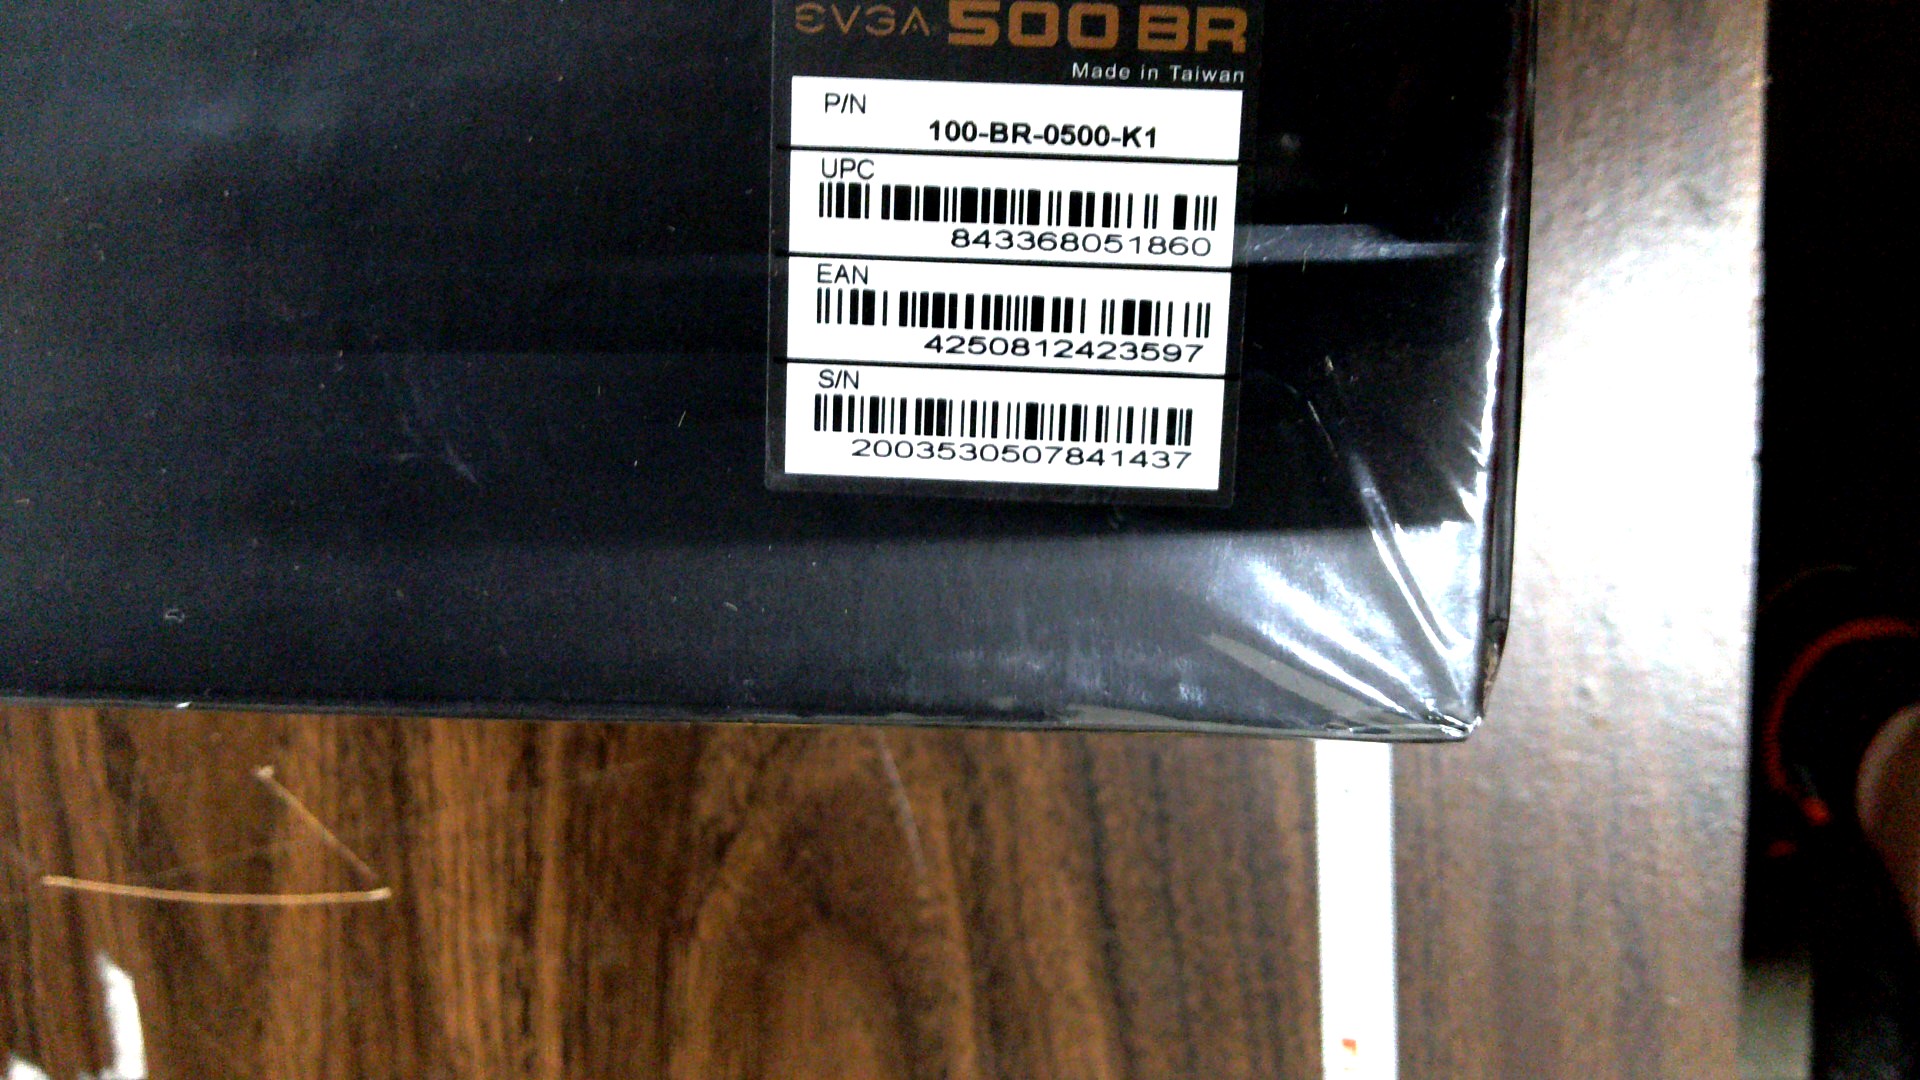 EVGA 500 BR
Made in Taiwan
P/N
100-BR-0500-K1
UPC
843368051860
EAN
4250812423597
S/N
2003530507841437